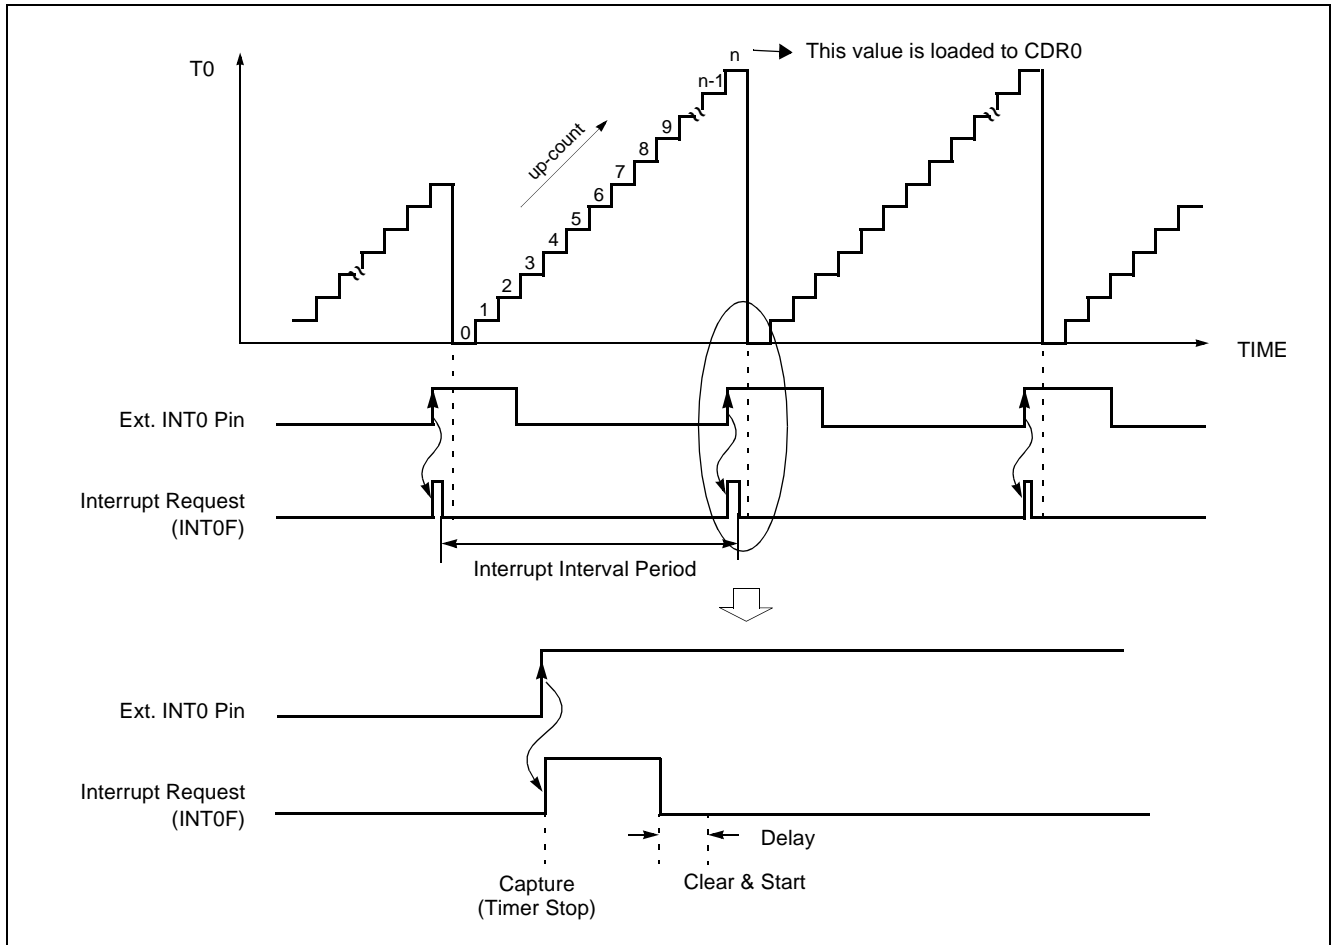 T0
n
This value is loaded to CDR0
n-1
up-count
9
8
7
6
5
4
3
2
1
0
TIME
Ext. INT0 Pin
Interrupt Request
(INT0F)
Interrupt Interval Period
Ext. INT0 Pin
Interrupt Request
(INT0F)
Delay
Capture
(Timer Stop)
Clear & Start